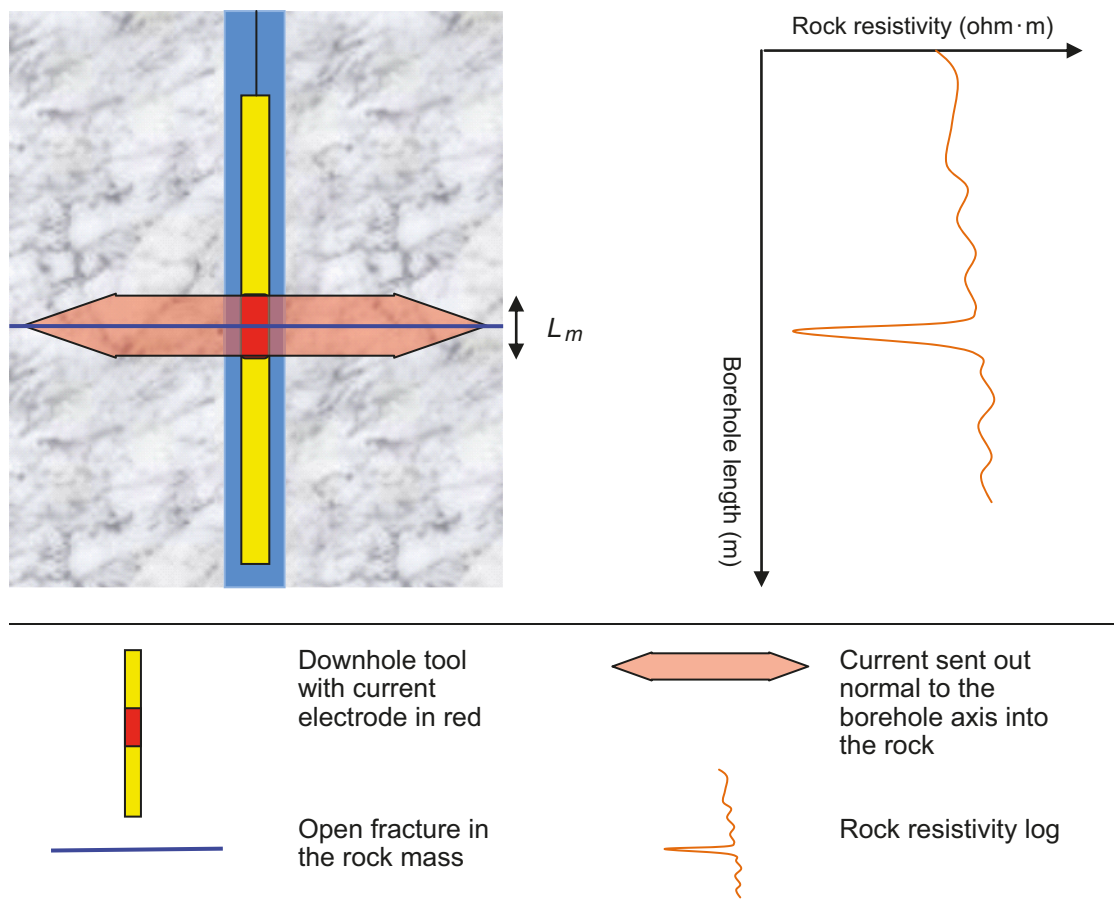 Rock resistivity (ohm·m)
L_m
Borehole length (m)
Downhole tool
with current
electrode in red
Current sent out
normal to the
borehole axis into
the rock
Open fracture in
the rock mass
Rock resistivity log